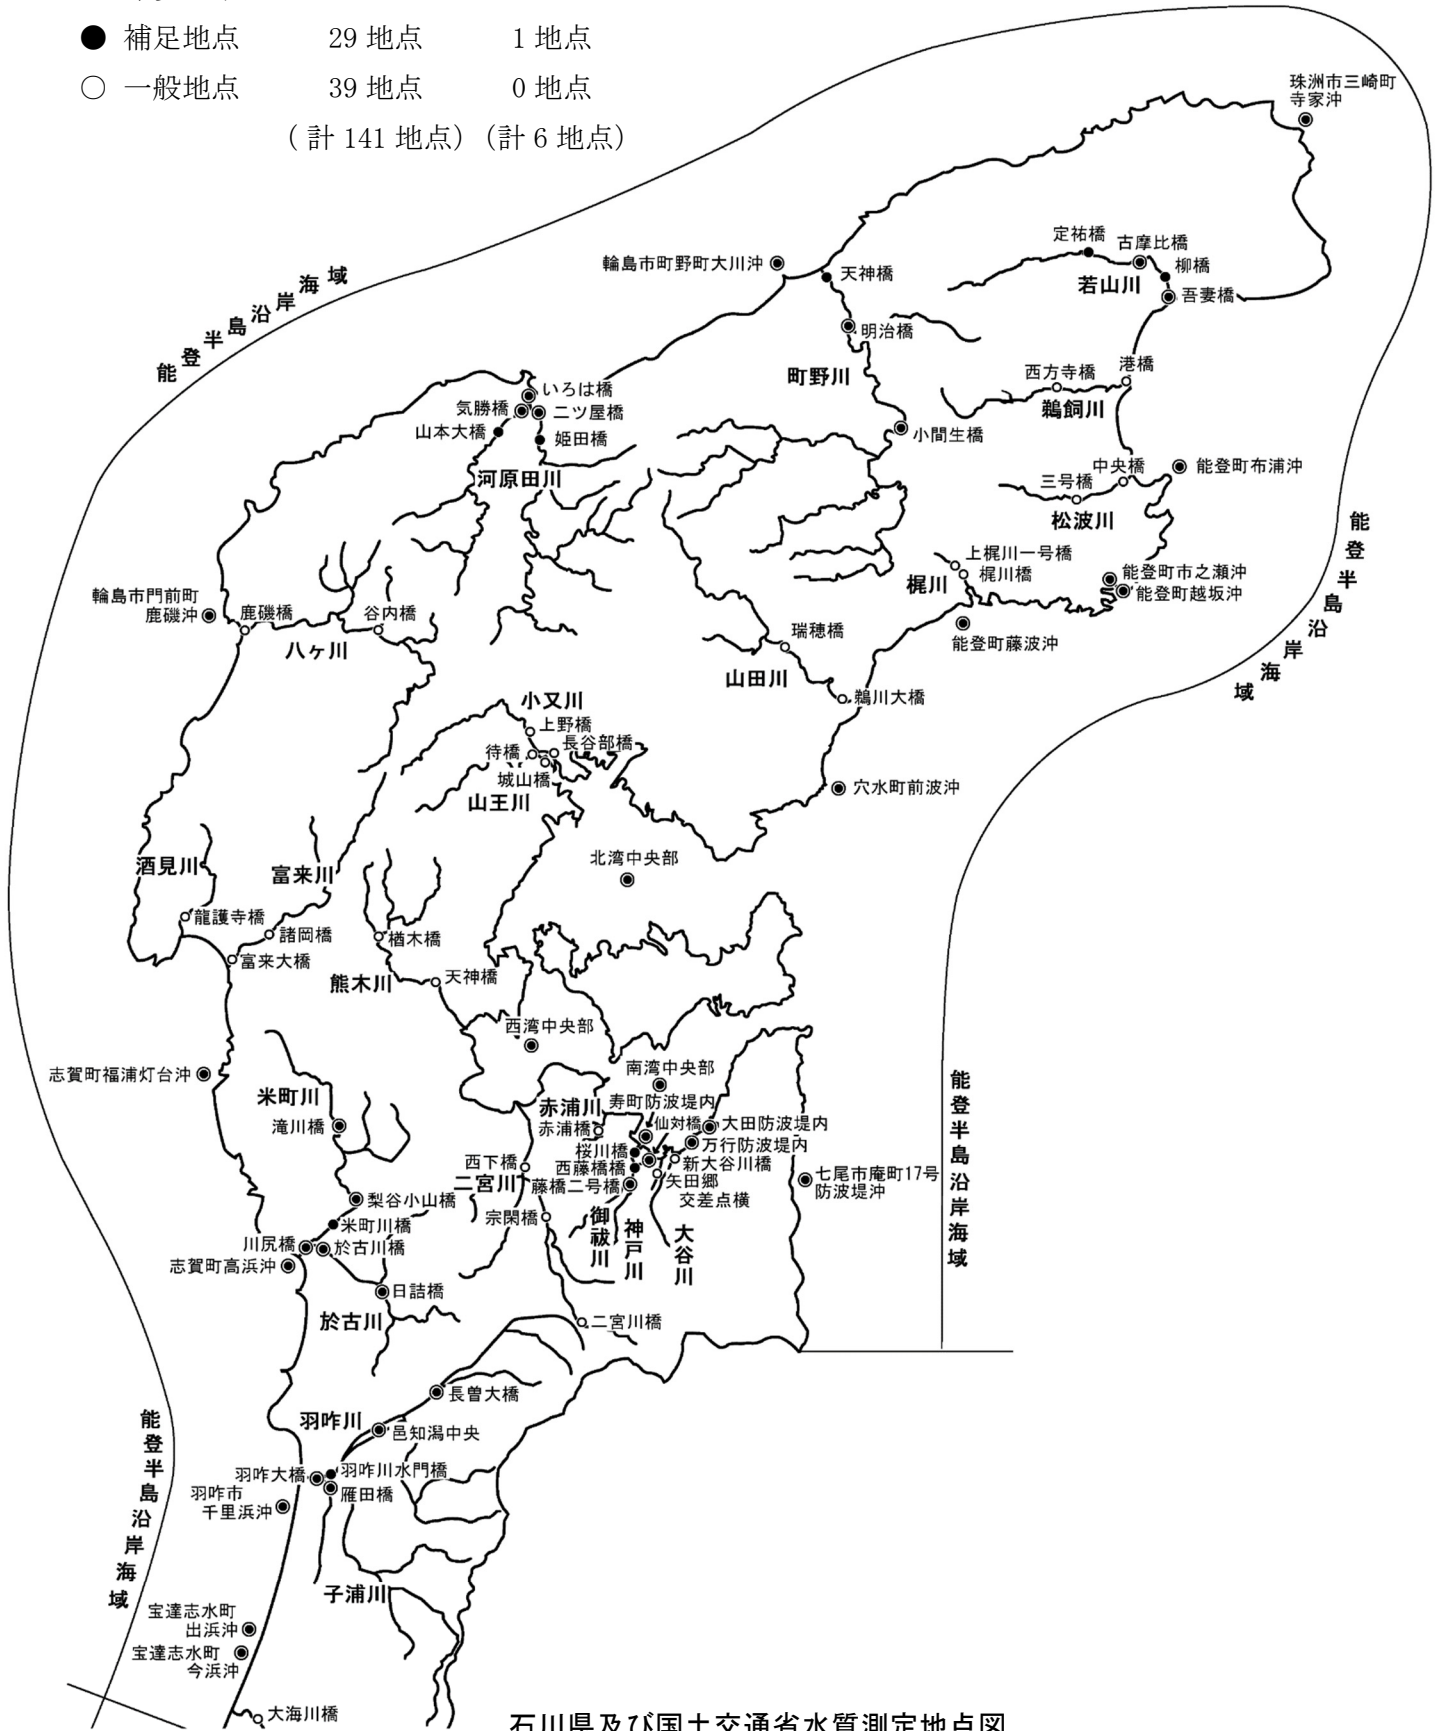 ● 補足地点 29 地点 1 地点
○ 一般地点 39 地点 0 地点
(計 141 地点) (計 6 地点)
珠洲市三崎町
寺家沖
定祐橋
古摩比橋
柳橋
若山川
吾妻橋
輪島市町野町大川沖
天神橋
明治橋
町野川
能登半島沿岸海域
西方寺橋
港橋
鵜飼川
いろは橋
気勝橋
二ツ屋橋
山本大橋
姫田橋
小間生橋
河原田川
中央橋
能登町布浦沖
三号橋
松波川
能登半島沿岸海域
上梶川一号橋
梶川橋
梶川
能登町市之瀬沖
能登町越坂沖
輪島市門前町
鹿磯沖
鹿磯橋
谷内橋
八ヶ川
能登町藤波沖
瑞穂橋
山田川
鵜川大橋
小又川
上野橋
待橋
長谷部橋
城山橋
山王川
穴水町前波沖
北湾中央部
酒見川
富来川
龍護寺橋
諸岡橋
富来大橋
楢木橋
熊木川
天神橋
西湾中央部
志賀町福浦灯台沖
南湾中央部
米町川
滝川橋
赤浦川
寿町防波堤内
赤浦橋
仙対橋
大田防波堤内
桜川橋
万行防波堤内
西藤橋橋
新大谷川橋
西下橋
二宮川
藤橋二号橋
矢田郷
交差点横
七尾市庵町17号
防波堤沖
能登半島沿岸海域
梨谷小山橋
米町川橋
宗閑橋
御祓川
神戸川
大谷川
川尻橋
於古川橋
志賀町高浜沖
日詰橋
於古川
二宮川橋
長曽大橋
羽咋川
邑知潟中央
能登半島沿岸海域
羽咋大橋
羽咋川水門橋
雁田橋
羽咋市
千里浜沖
子浦川
宝達志水町
出浜沖
宝達志水町
今浜沖
大海川橋
石川県及び国土交通省水質測定地点図